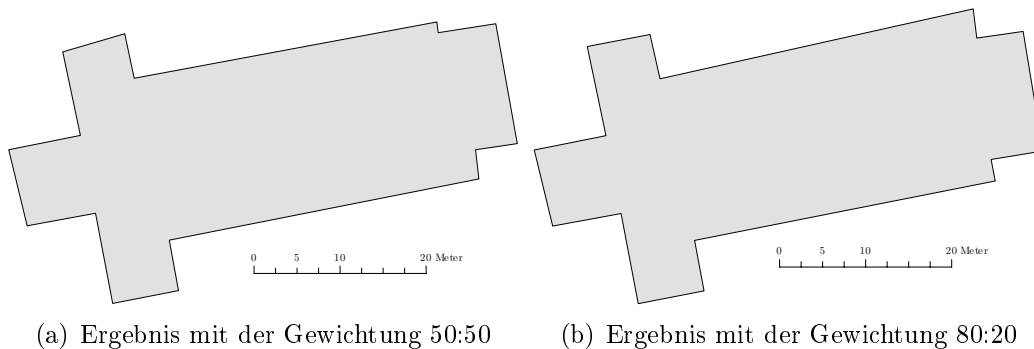 0 5 10 20 Meter
0 5 10 20 Meter
(a) Ergebnis mit der Gewichtung 50:50
(b) Ergebnis mit der Gewichtung 80:20